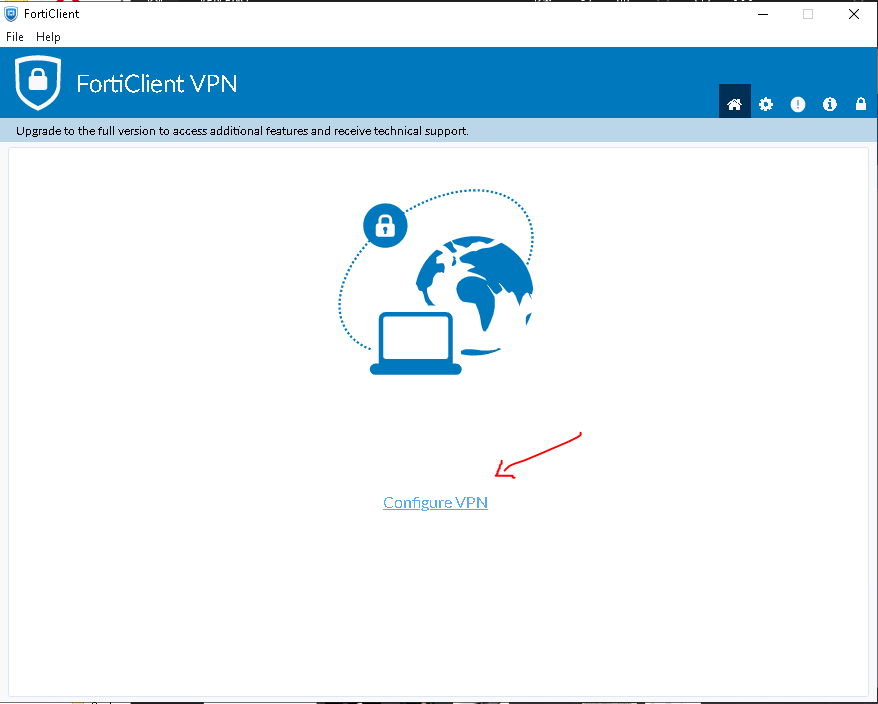 FortiClient
File Help
FortiClient VPN
Upgrade to the full version to access additional features and receive technical support.
Configure VPN